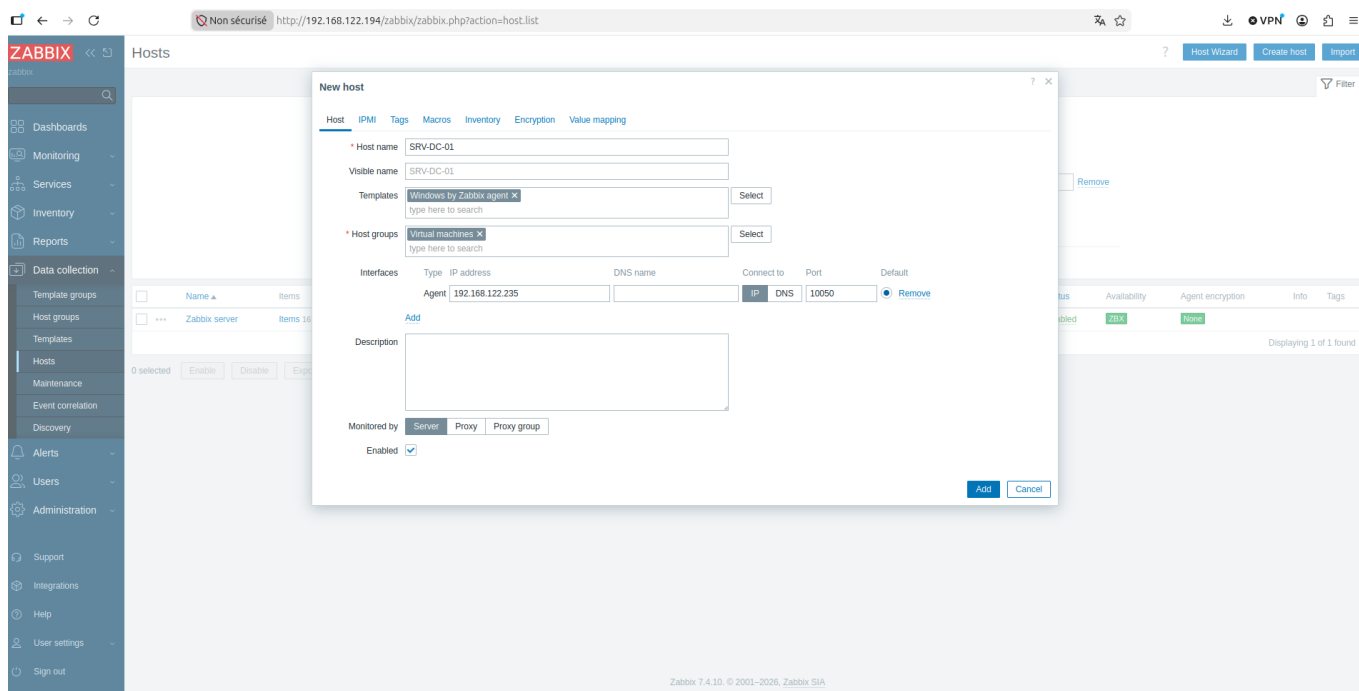 Non sécurisé http://192.168.122.194/zabbix/zabbix.php?action=host.list VPN
ZABBIX
zabbix
Hosts
? Host Wizard Create host Import
Filter
Dashboards
Monitoring
Services
Inventory
Reports
Data collection
Template groups
Host groups
Templates
Hosts
Maintenance
Event correlation
Discovery
Alerts
Users
Administration
Support
Integrations
Help
User settings
Sign out
New host ?
Host IPMI Tags Macros Inventory Encryption Value mapping
* Host name SRV-DC-01
Visible name SRV-DC-01
Templates Windows by Zabbix agent Select
type here to search
* Host groups Virtual machines Select
type here to search
Interfaces Type IP address DNS name Connect to Port Default
Agent 192.168.122.235 IP DNS 10050 Remove
Add
Description
Monitored by Server Proxy Proxy group
Enabled
Add Cancel
Remove
Name Items Availability Agent encryption Info Tags
Zabbix server Items 16 ZBX None
Displaying 1 of 1 found
0 selected Enable Disable
Zabbix 7.4.10. © 2001–2026, Zabbix SIA